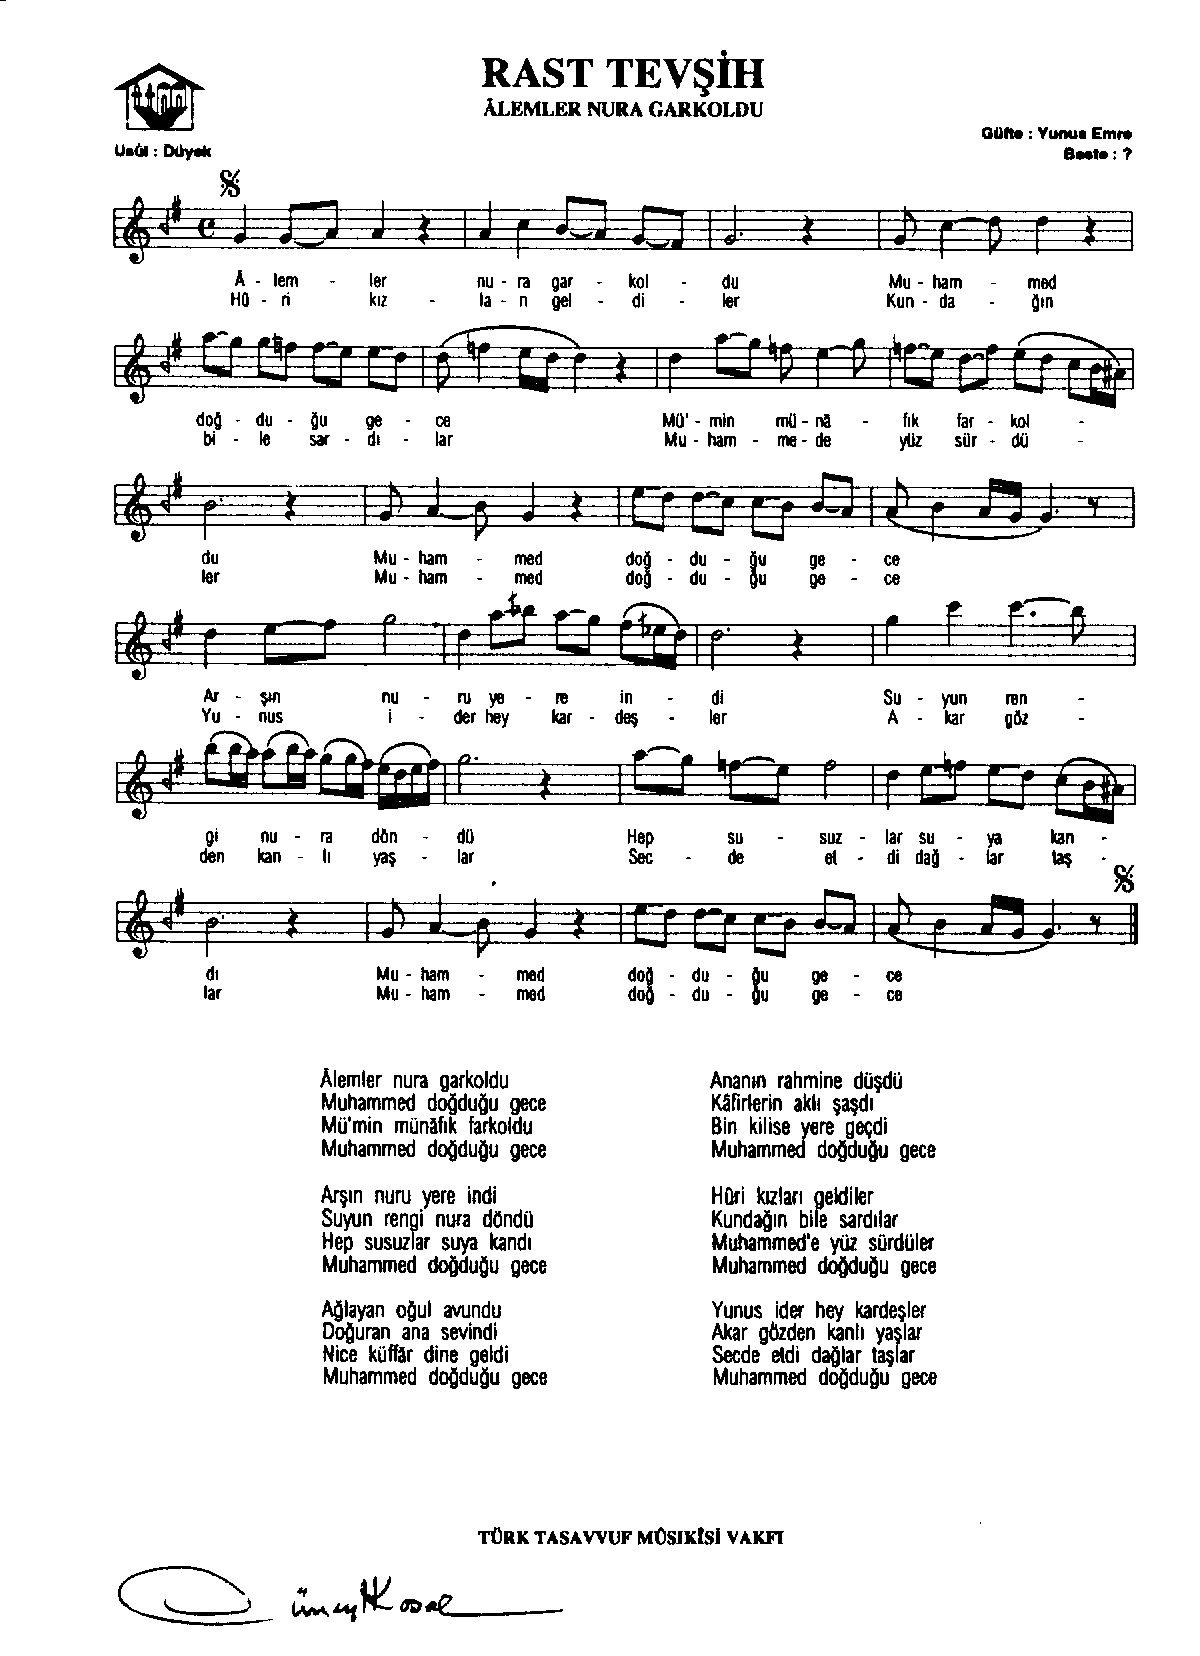 RAST TEVŞİH
ÂLEMLER NURA GARKOLDU
Usûl : Düyek
Güfte : Yunus Emre
Beste : ?
Â - lem - ler nu - ra gar - kol - du Mu - ham - med
Hû - ri kız - la - rı gel - di - ler Kun - da - ğın
doğ - du - ğu ge - ce Mü' - min mü - nâ - fık far - kol -
bi - le sar - dı - lar Mu - ham - me - de yüz sür - dü -
du Mu - ham - med doğ - du - ğu ge - ce
ler Mu - ham - med doğ - du - ğu ge - ce
Ar - şın nu - ru ye - re in - di Su - yun ren -
Yu - nus i - der hey kar - deş - ler A - kar göz -
gi nu - ra dön - dü Hep su - suz - lar su - ya kan -
den kan - lı yaş - lar Sec - de et - di dağ - lar taş -
dı Mu - ham - med doğ - du - ğu ge - ce
lar Mu - ham - med doğ - du - ğu ge - ce
Âlemler nura garkoldu
Muhammed doğduğu gece
Mü'min münâfık farkoldu
Muhammed doğduğu gece
Arşın nuru yere indi
Suyun rengi nura döndü
Hep susuzlar suya kandı
Muhammed doğduğu gece
Ağlayan oğul avundu
Doğuran ana sevindi
Nice küffâr dine geldi
Muhammed doğduğu gece
Ananın rahmine düşdü
Kâfirlerin aklı şaşdı
Bin kilise yere geçdi
Muhammed doğduğu gece
Hûri kızları geldiler
Kundağın bile sardılar
Muhammed'e yüz sürdüler
Muhammed doğduğu gece
Yunus ider hey kardeşler
Akar gözden kanlı yaşlar
Secde etdi dağlar taşlar
Muhammed doğduğu gece
TÜRK TASAVVUF MÛSIKÎSİ VAKFI